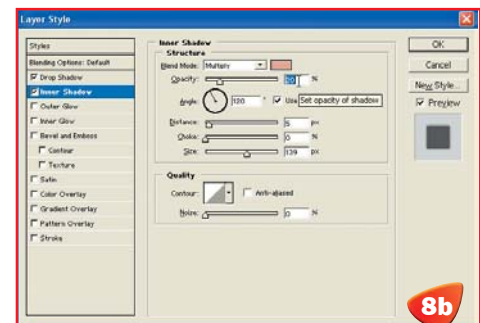 Layer Style
Styles
Blending Options: Default
Drop Shadow
Inner Shadow
Outer Glow
Inner Glow
Bevel and Emboss
Contour
Texture
Satin
Color Overlay
Gradient Overlay
Pattern Overlay
Stroke
Inner Shadow
Structure
Blend Mode: Multiply
Opacity: 20 %
Angle: 120 ° Use Set opacity of shadow
Distance: 5 px
Choke: 0 %
Size: 139 px
Quality
Contour: Anti-aliased
Noise: 0 %
OK
Cancel
New Style...
Preview
8b